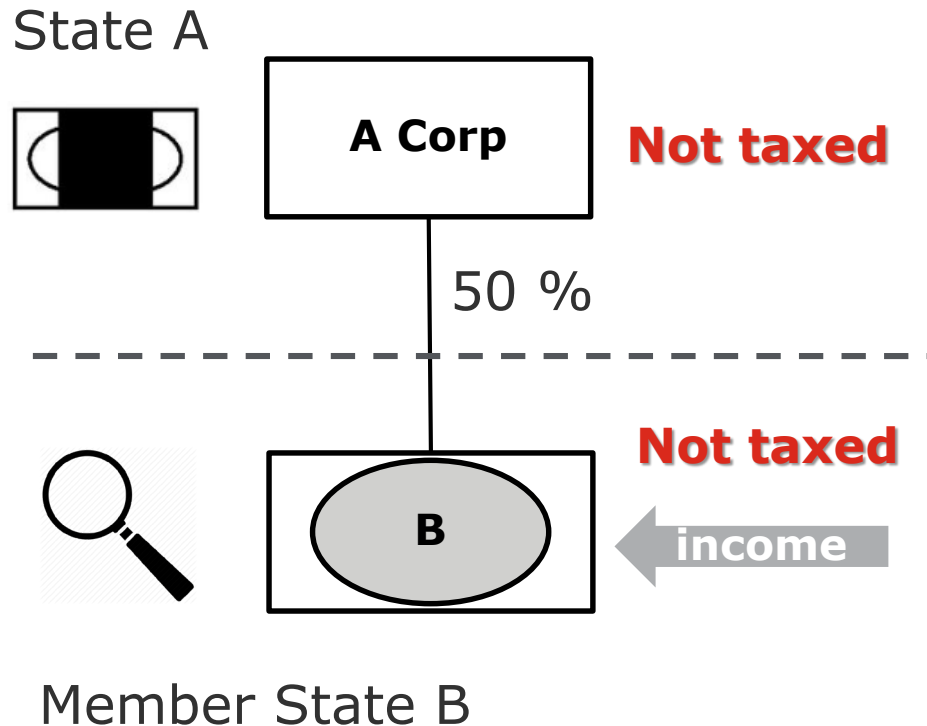 State A
A Corp
Not taxed
50 %
Not taxed
B
income
Member State B